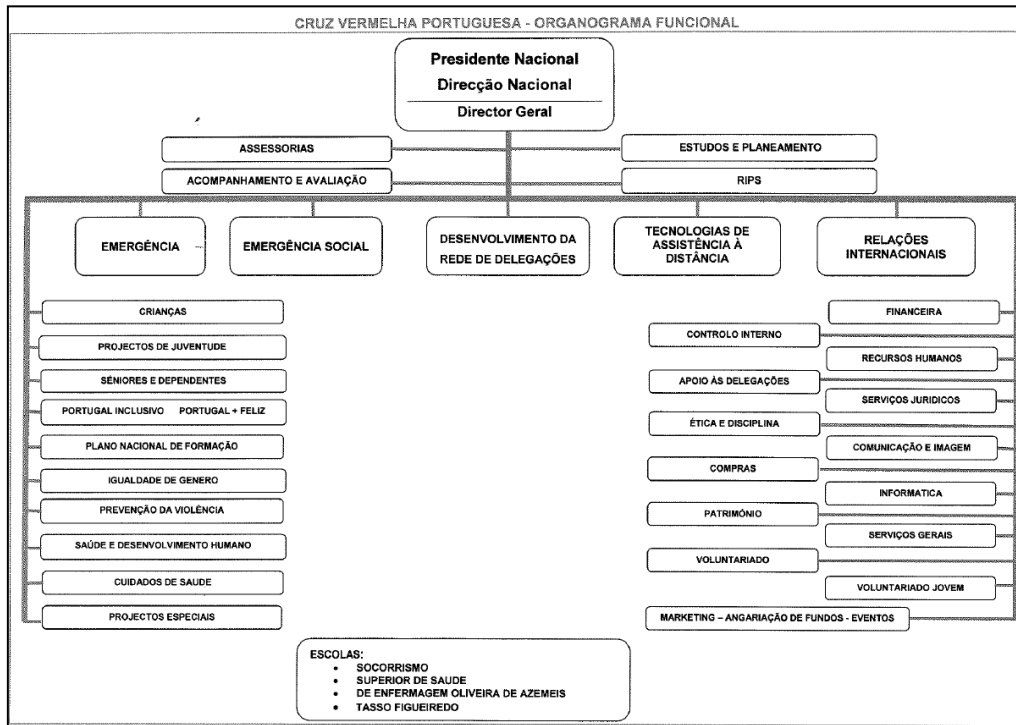 CRUZ VERMELHA PORTUGUESA - ORGANOGRAMA FUNCIONAL
Presidente Nacional
Direcção Nacional
Director Geral
ASSESSORIAS
ESTUDOS E PLANEAMENTO
ACOMPANHAMENTO E AVALIAÇÃO
RIPS
EMERGÊNCIA
EMERGÊNCIA SOCIAL
DESENVOLVIMENTO DA
REDE DE DELEGAÇÕES
TECNOLOGIAS DE
ASSISTÊNCIA À
DISTÂNCIA
RELAÇÕES
INTERNACIONAIS
CRIANÇAS
PROJECTOS DE JUVENTUDE
SÉNIORES E DEPENDENTES
PORTUGAL INCLUSIVO PORTUGAL + FELIZ
PLANO NACIONAL DE FORMAÇÃO
IGUALDADE DE GENERO
PREVENÇÃO DA VIOLÊNCIA
SAÚDE E DESENVOLVIMENTO HUMANO
CUIDADOS DE SAUDE
PROJECTOS ESPECIAIS
FINANCEIRA
CONTROLO INTERNO
RECURSOS HUMANOS
APOIO ÀS DELEGAÇÕES
SERVIÇOS JURIDICOS
ÉTICA E DISCIPLINA
COMUNICAÇÃO E IMAGEM
COMPRAS
INFORMATICA
PATRIMÓNIO
SERVIÇOS GERAIS
VOLUNTARIADO
VOLUNTARIADO JOVEM
MARKETING – ANGARIAÇÃO DE FUNDOS - EVENTOS
ESCOLAS:
• SOCORRISMO
• SUPERIOR DE SAUDE
• DE ENFERMAGEM OLIVEIRA DE AZEMEIS
• TASSO FIGUEIREDO